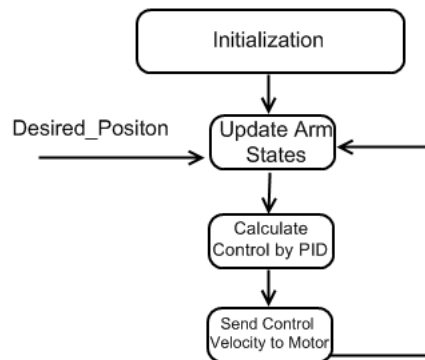 Initialization
Desired_Positon
Update Arm
States
Calculate
Control by PID
Send Control
Velocity to Motor